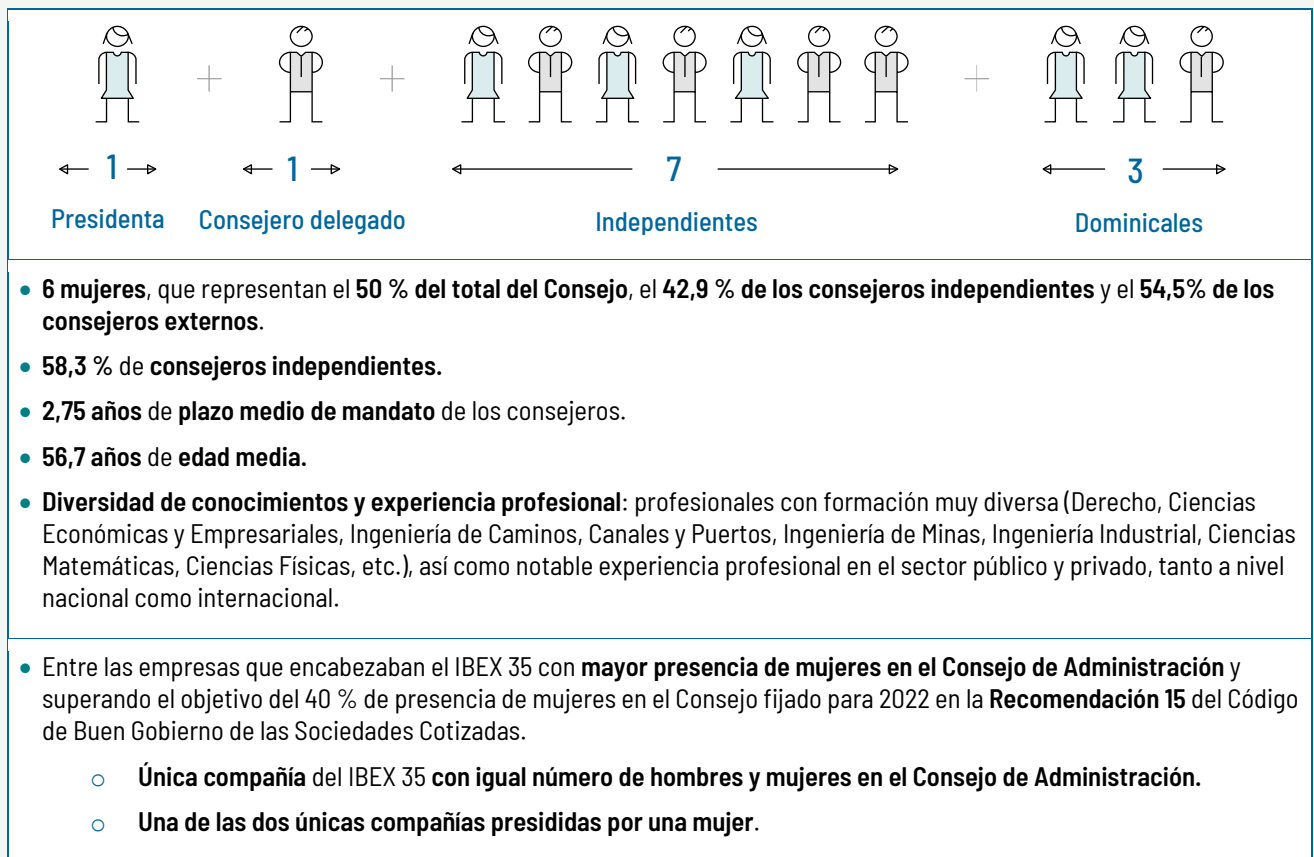 1
1
7
3
Presidenta
Consejero delegado
Independientes
Dominicales
• 6 mujeres, que representan el 50 % del total del Consejo, el 42,9 % de los consejeros independientes y el 54,5% de los
consejeros externos.
• 58,3 % de consejeros independientes.
• 2,75 años de plazo medio de mandato de los consejeros.
• 56,7 años de edad media.
• Diversidad de conocimientos y experiencia profesional: profesionales con formación muy diversa (Derecho, Ciencias
Económicas y Empresariales, Ingeniería de Caminos, Canales y Puertos, Ingeniería de Minas, Ingeniería Industrial, Ciencias
Matemáticas, Ciencias Físicas, etc.), así como notable experiencia profesional en el sector público y privado, tanto a nivel
nacional como internacional.
• Entre las empresas que encabezaban el IBEX 35 con mayor presencia de mujeres en el Consejo de Administración y
superando el objetivo del 40 % de presencia de mujeres en el Consejo fijado para 2022 en la Recomendación 15 del Código
de Buen Gobierno de las Sociedades Cotizadas.
o Única compañía del IBEX 35 con igual número de hombres y mujeres en el Consejo de Administración.
o Una de las dos únicas compañías presididas por una mujer.